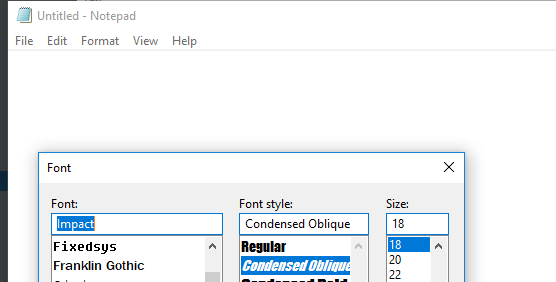 Untitled - Notepad
File Edit Format View Help
Font
Font: Font style: Size:
Impact Condensed Oblique 18
Fixedsys Regular 18
Franklin Gothic Condensed Oblique 20
22